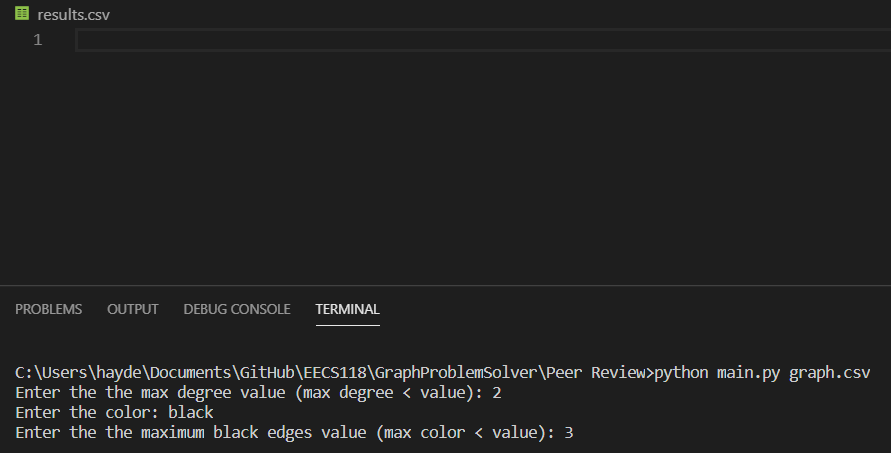 results.csv
1
PROBLEMS OUTPUT DEBUG CONSOLE TERMINAL
C:\Users\hayde\Documents\GitHub\EECS118\GraphProblemSolver\Peer Review>python main.py graph.csv
Enter the the max degree value (max degree < value): 2
Enter the color: black
Enter the the maximum black edges value (max color < value): 3